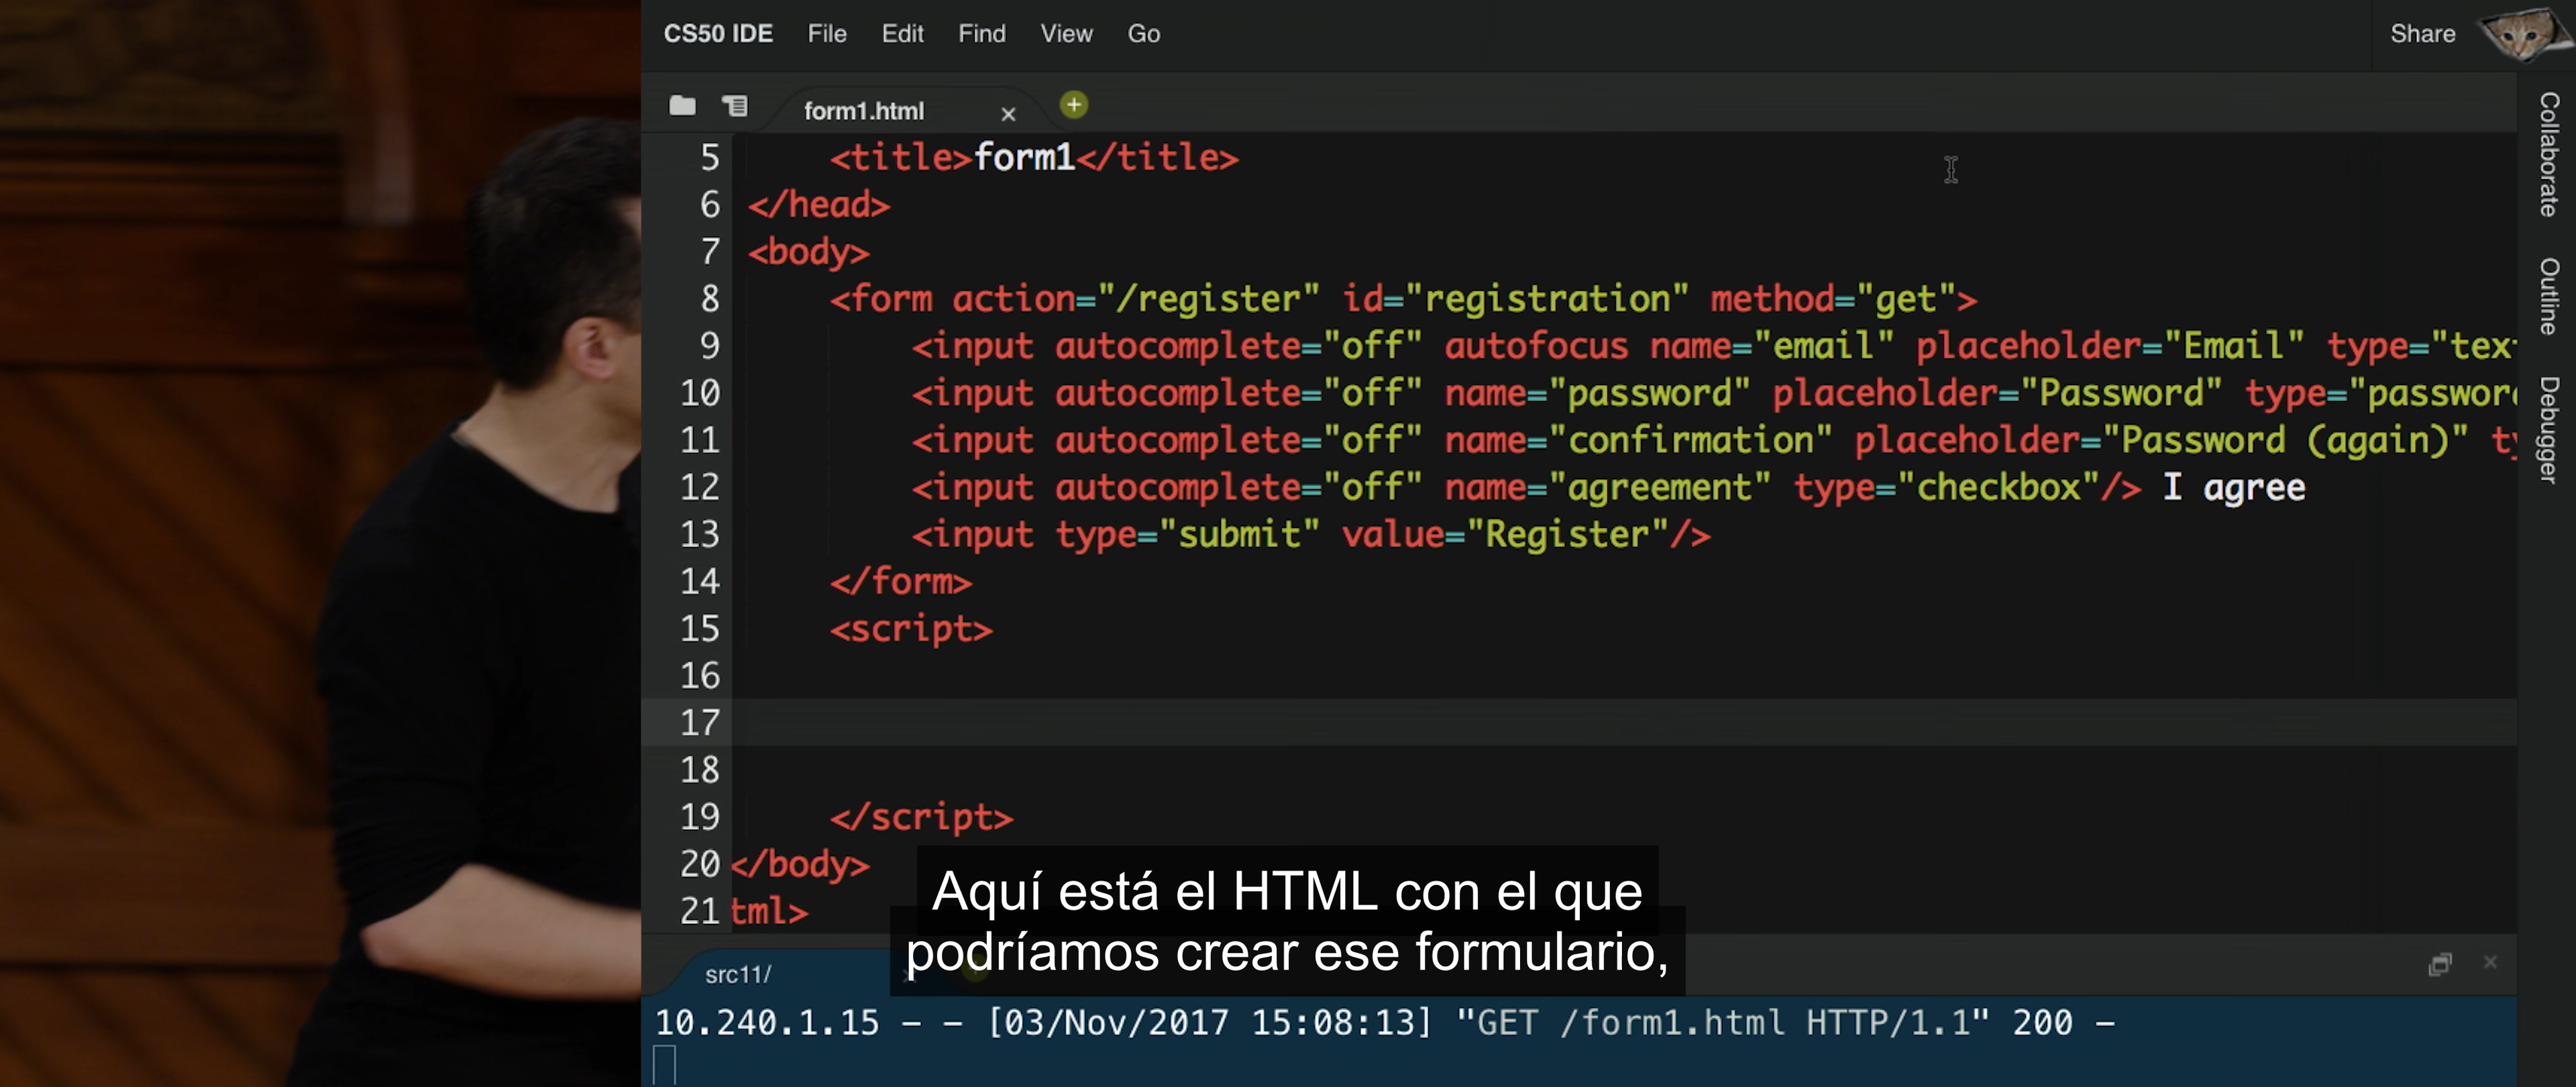 CS50 IDE File Edit Find View Go Share
form1.html
5 <title>form1</title>
6 </head>
7 <body>
8 <form action="/register" id="registration" method="get">
9 <input autocomplete="off" autofocus name="email" placeholder="Email" type="tex
10 <input autocomplete="off" name="password" placeholder="Password" type="passwor
11 <input autocomplete="off" name="confirmation" placeholder="Password (again)" ty
12 <input autocomplete="off" name="agreement" type="checkbox"/> I agree
13 <input type="submit" value="Register"/>
14 </form>
15 <script>
16
17
18
19 </script>
20 </body>
21 tml>
Collaborate
Outline
Debugger
Aquí está el HTML con el que
podríamos crear ese formulario,
src11/
10.240.1.15 - - [03/Nov/2017 15:08:13] "GET /form1.html HTTP/1.1" 200 -